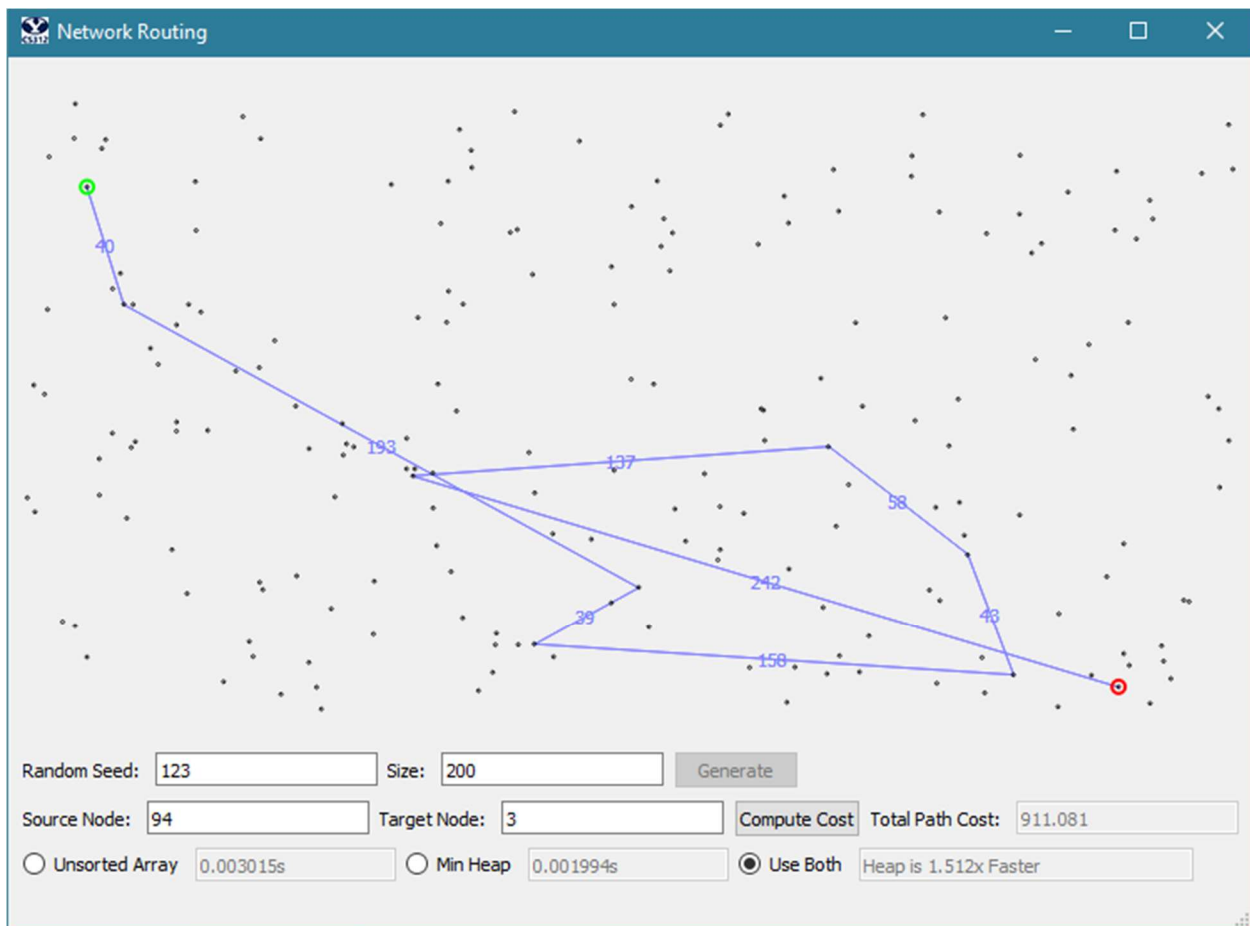 CS312
Network Routing
40
193
137
58
242
39
43
158
Random Seed: 123 Size: 200 Generate
Source Node: 94 Target Node: 3 Compute Cost Total Path Cost: 911.081
Unsorted Array 0.003015s Min Heap 0.001994s Use Both Heap is 1.512x Faster